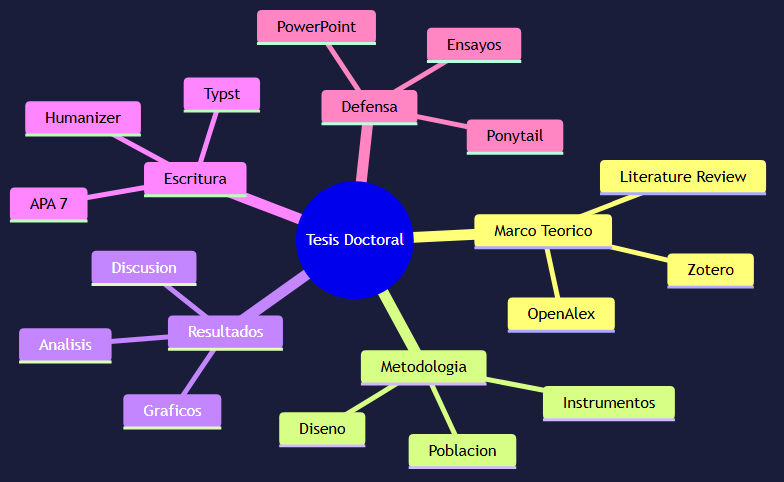 PowerPoint
Ensayos
Typst
Defensa
Humanizer
Ponytail
Literature Review
Escritura
APA 7
Marco Teorico
Tesis Doctoral
Discusion
Zotero
OpenAlex
Resultados
Analisis
Metodologia
Instrumentos
Graficos
Diseno
Poblacion